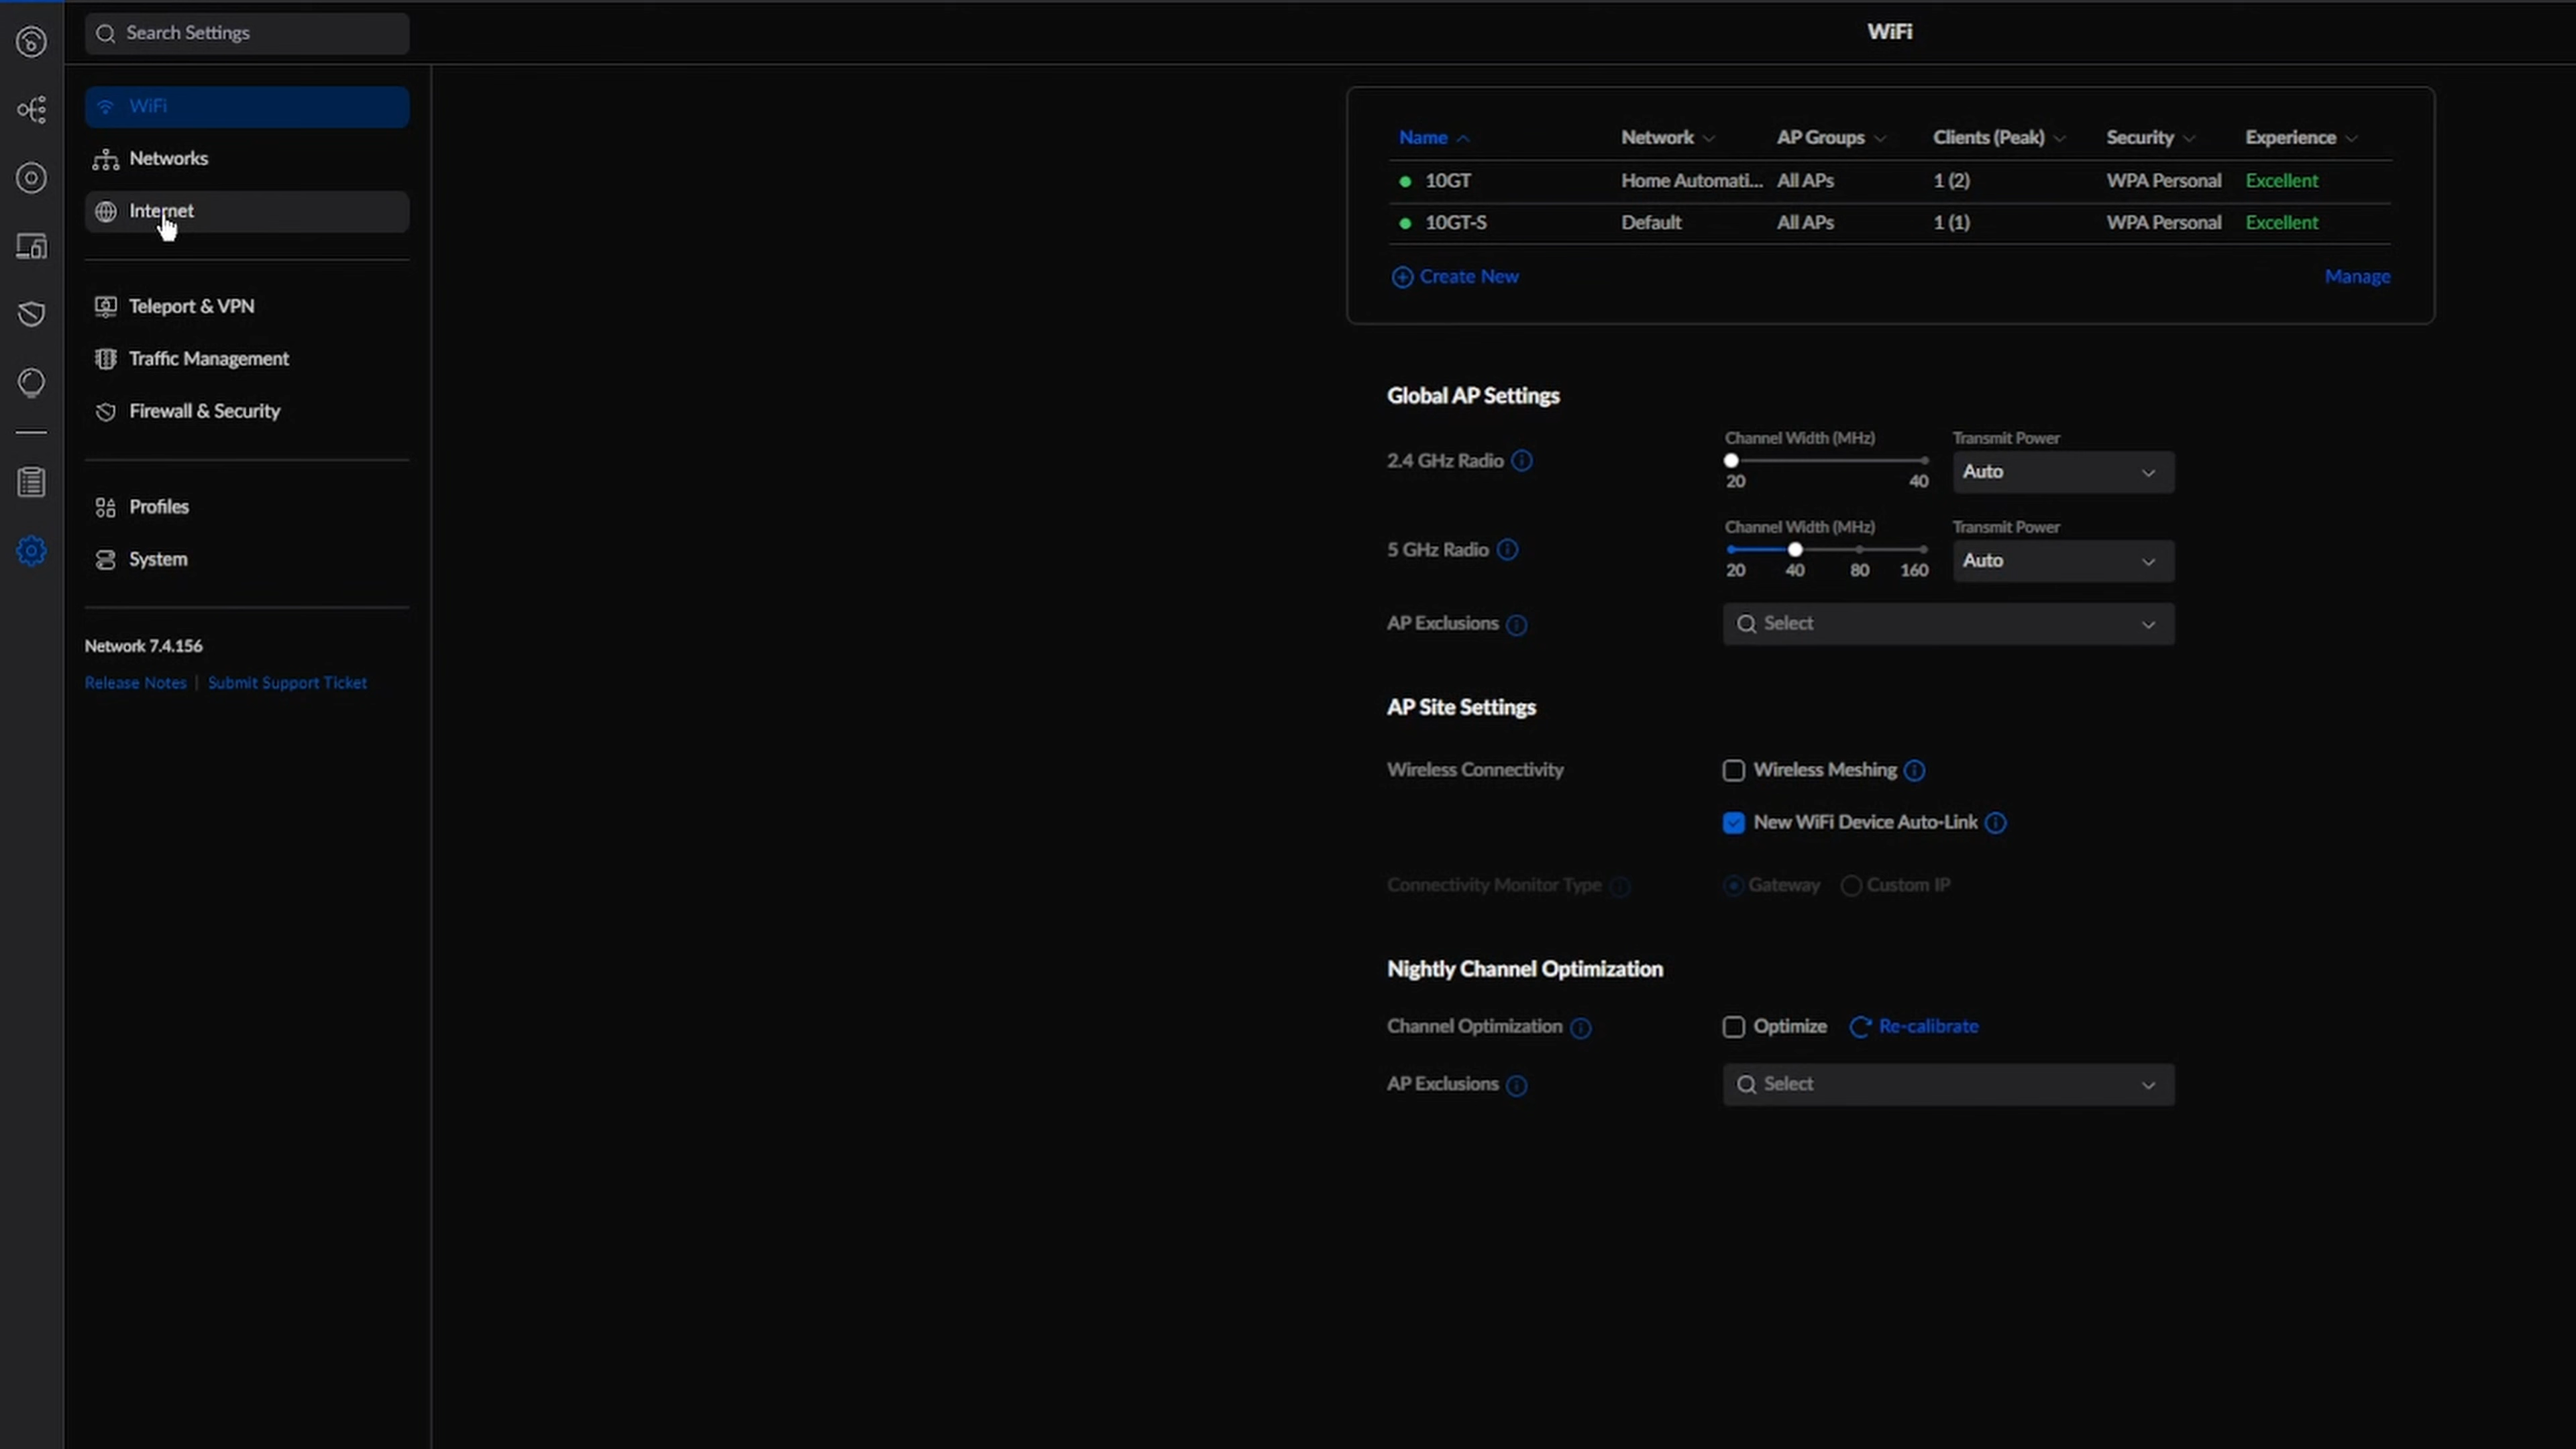 Search Settings
WiFi
WiFi
Networks
Internet
Teleport & VPN
Traffic Management
Firewall & Security
Profiles
System
Network 7.4.156
Release Notes | Submit Support Ticket
Name Network AP Groups Clients (Peak) Security Experience
10GT Home Automati... All APs 1 (2) WPA Personal Excellent
10GT-S Default All APs 1 (1) WPA Personal Excellent
Create New Manage
Global AP Settings
Channel Width (MHz) Transmit Power
2.4 GHz Radio Auto
20 40
Channel Width (MHz) Transmit Power
5 GHz Radio Auto
20 40 80 160
AP Exclusions Select
AP Site Settings
Wireless Connectivity Wireless Meshing
New WiFi Device Auto-Link
Connectivity Monitor Type Gateway Custom IP
Nightly Channel Optimization
Channel Optimization Optimize Re-calibrate
AP Exclusions Select